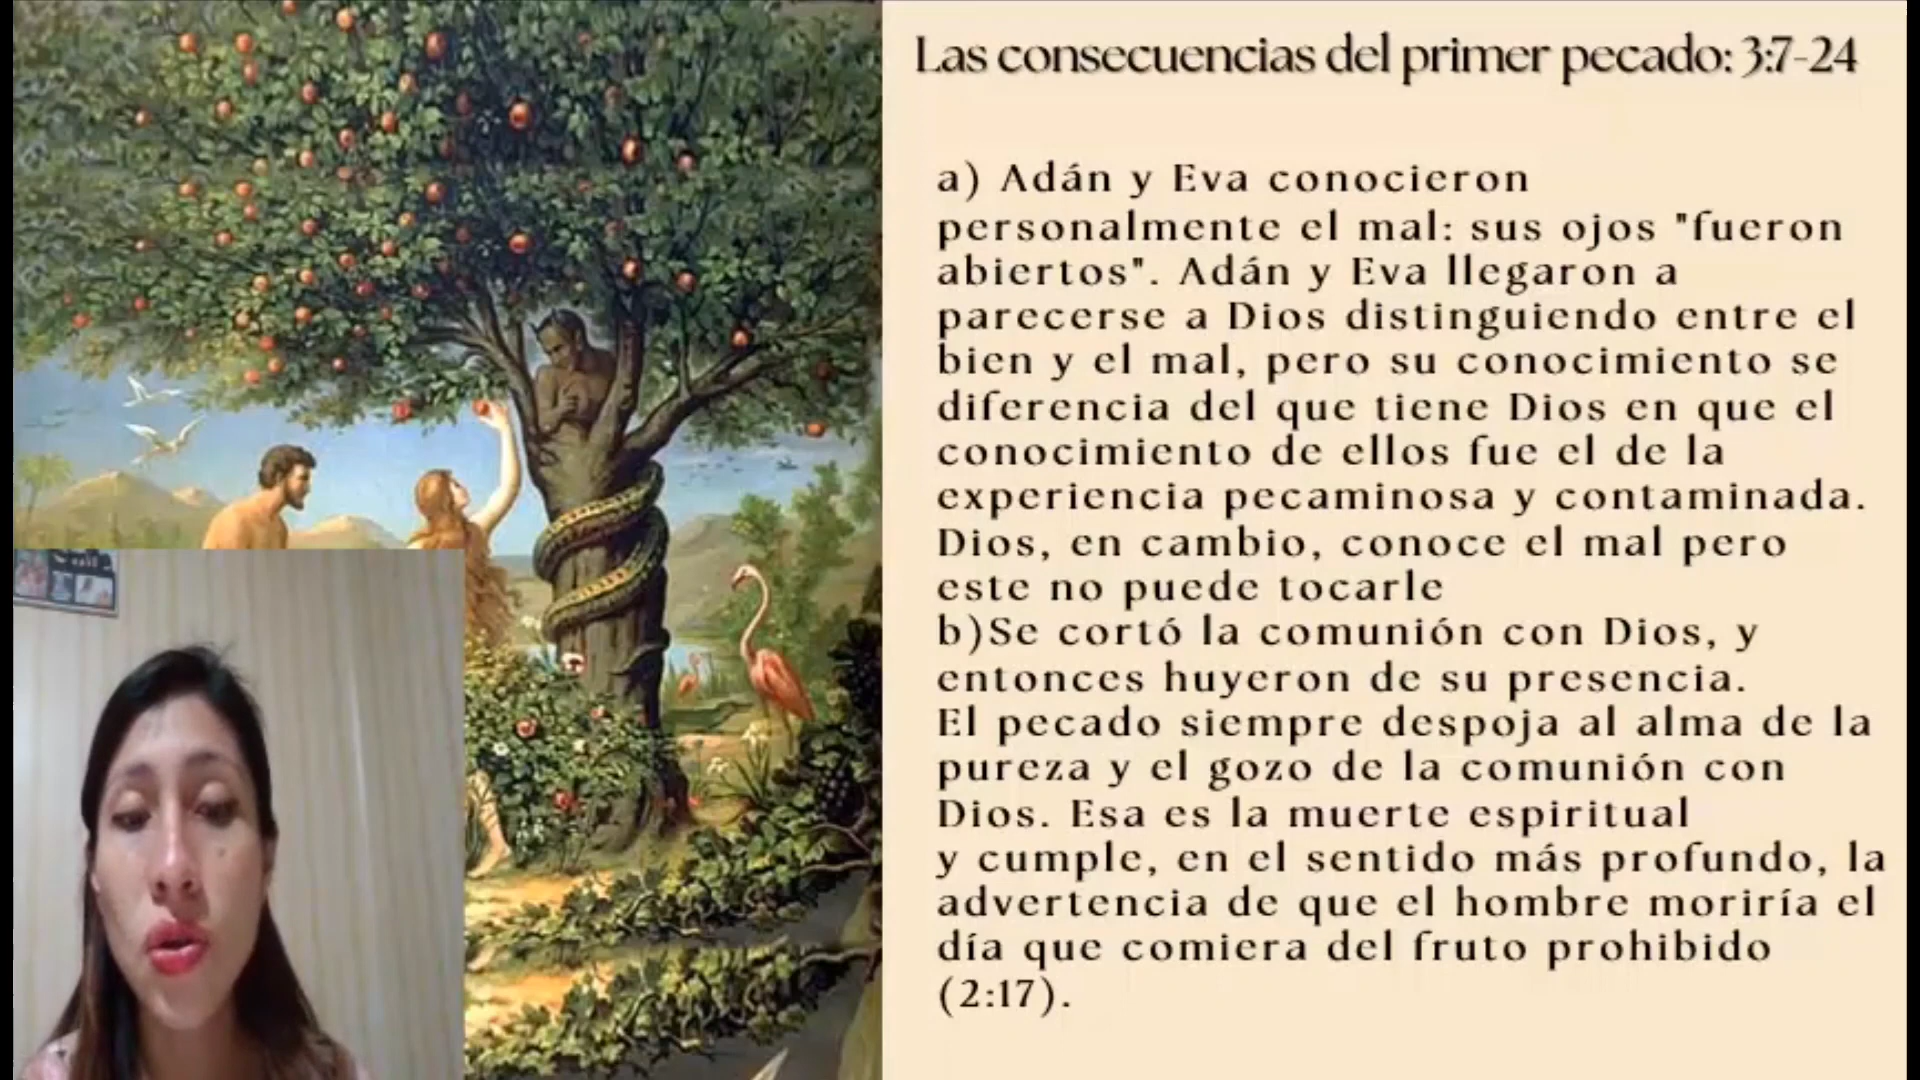 Las consecuencias del primer pecado: 3:7-24
a) Adán y Eva conocieron
personalmente el mal: sus ojos "fueron
abiertos". Adán y Eva llegaron a
parecerse a Dios distinguiendo entre el
bien y el mal, pero su conocimiento se
diferencia del que tiene Dios en que el
conocimiento de ellos fue el de la
experiencia pecaminosa y contaminada.
Dios, en cambio, conoce el mal pero
este no puede tocarle
b)Se cortó la comunión con Dios, y
entonces huyeron de su presencia.
El pecado siempre despoja al alma de la
pureza y el gozo de la comunión con
Dios. Esa es la muerte espiritual
y cumple, en el sentido más profundo, la
advertencia de que el hombre moriría el
día que comiera del fruto prohibido
(2:17).